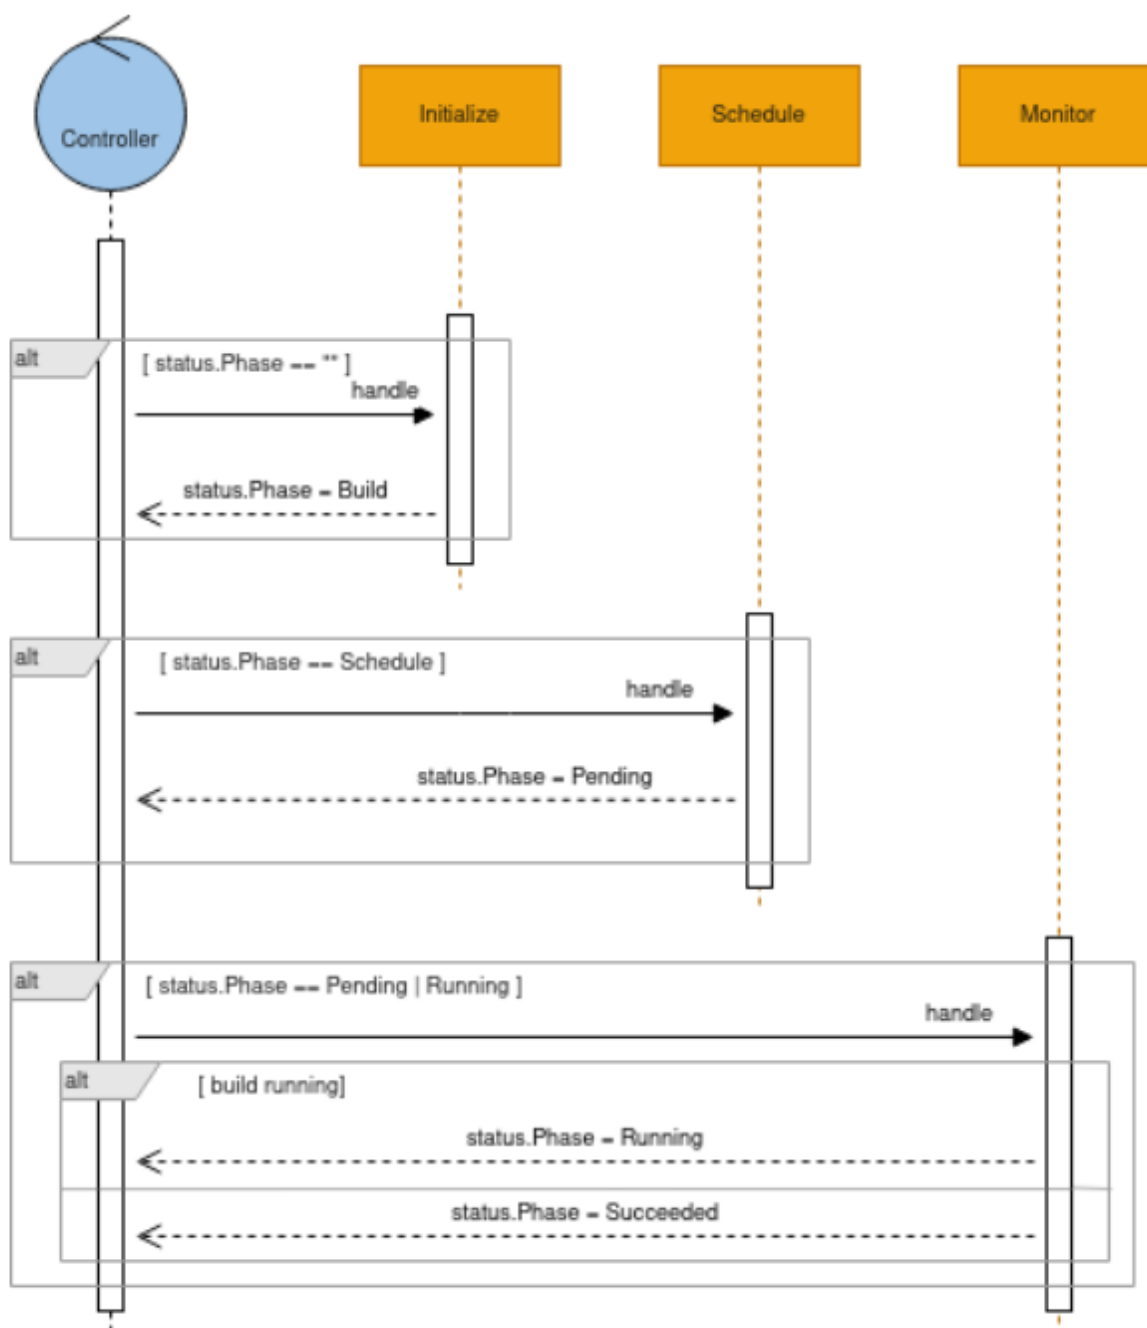 Controller
Initialize
Schedule
Monitor
alt
[ status.Phase == "" ]
handle
status.Phase = Build
alt
[ status.Phase == Schedule ]
handle
status.Phase = Pending
alt
[ status.Phase == Pending | Running ]
handle
alt
[ build running]
status.Phase = Running
status.Phase = Succeeded